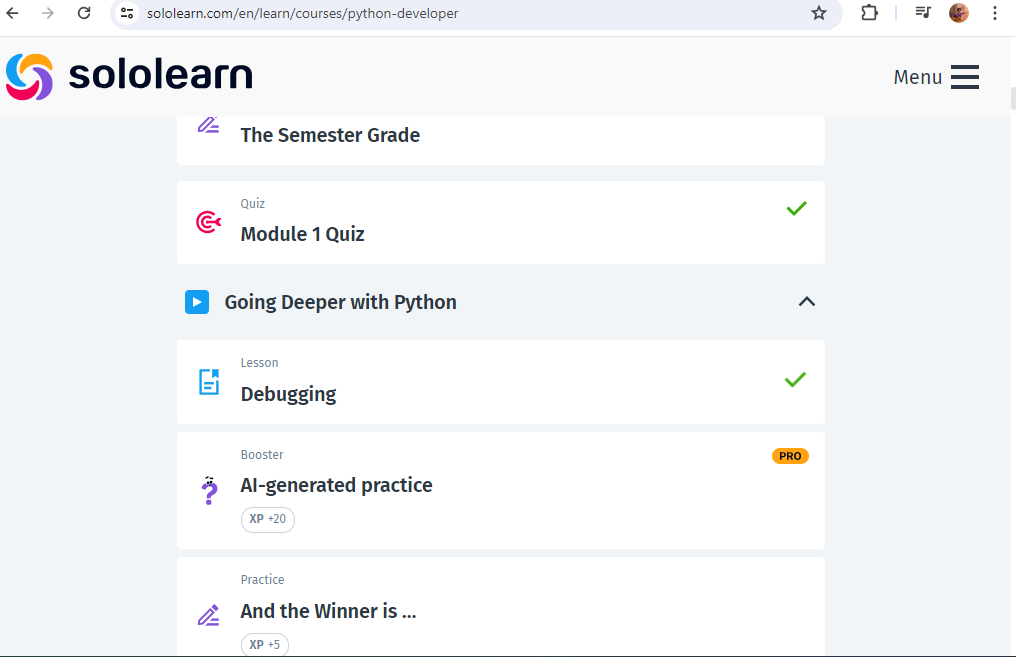 sololearn.com/en/learn/courses/python-developer
sololearn
Menu
The Semester Grade
Quiz
Module 1 Quiz
Going Deeper with Python
Lesson
Debugging
Booster
PRO
AI-generated practice
XP +20
Practice
And the Winner is ...
XP +5